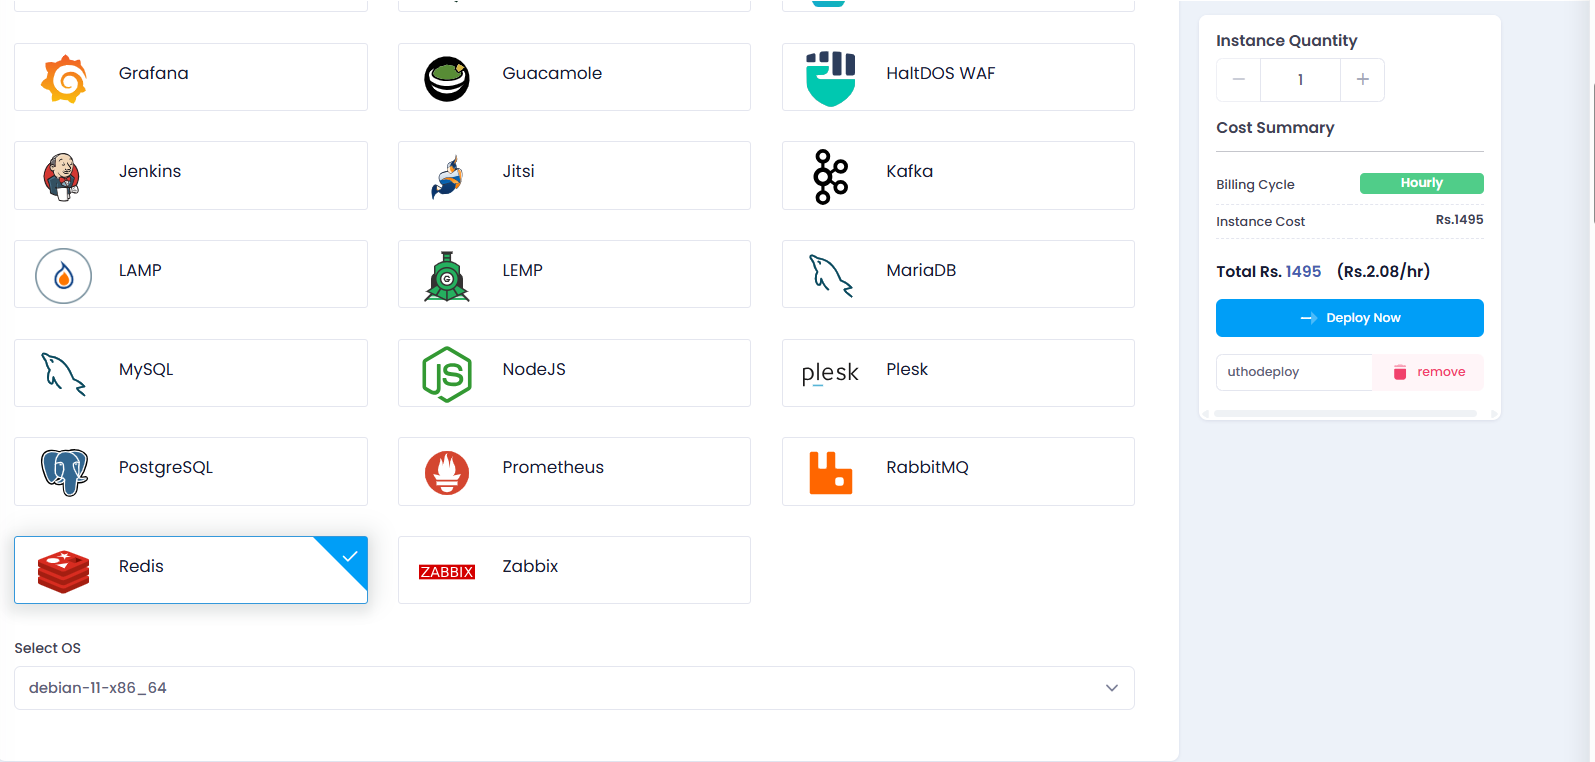 Grafana
Guacamole
HaltDOS WAF
Jenkins
Jitsi
Kafka
LAMP
G
LEMP
MariaDB
MySQL
JS
NodeJS
plesk
Plesk
PostgreSQL
Prometheus
RabbitMQ
Redis
ZABBIX
Zabbix
Select OS
debian-11-x86_64
Instance Quantity
− 1 +
Cost Summary
Billing Cycle Hourly
Instance Cost Rs.1495
Total Rs. 1495 (Rs.2.08/hr)
→ Deploy Now
uthodeploy remove